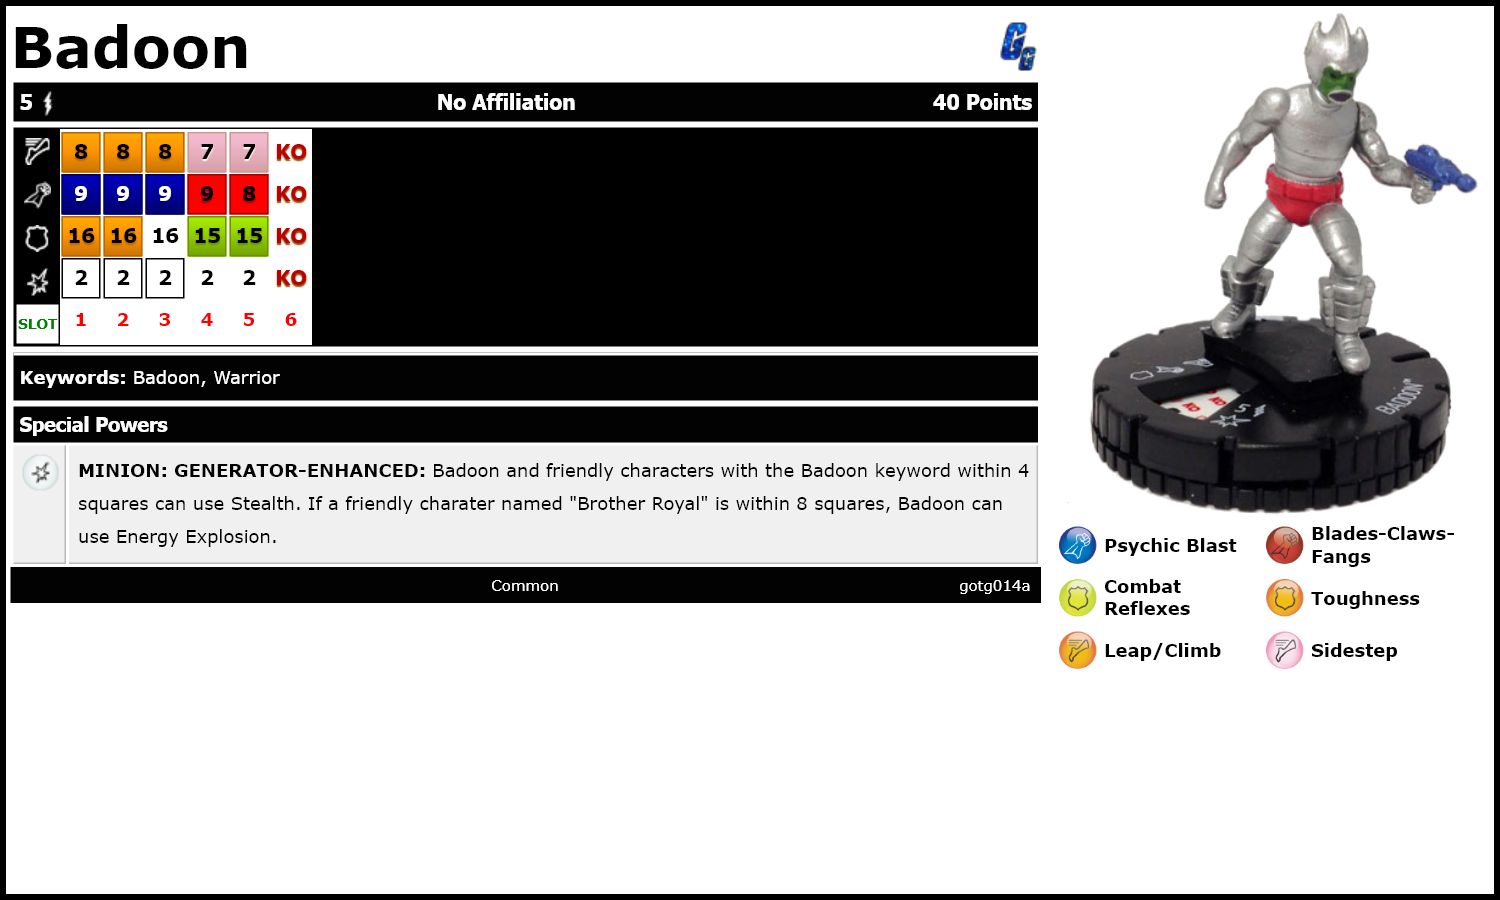 Badoon
GG
5 No Affiliation 40 Points
8 8 8 7 7 KO
9 9 9 9 8 KO
16 16 16 15 15 KO
2 2 2 2 2 KO
SLOT 1 2 3 4 5 6
Keywords: Badoon, Warrior
Special Powers
MINION: GENERATOR-ENHANCED: Badoon and friendly characters with the Badoon keyword within 4
squares can use Stealth. If a friendly charater named "Brother Royal" is within 8 squares, Badoon can
use Energy Explosion.
Common gotg014a
KO KO
5
BADOON
Psychic Blast
Blades-Claws-
Fangs
Combat
Reflexes
Toughness
Leap/Climb
Sidestep